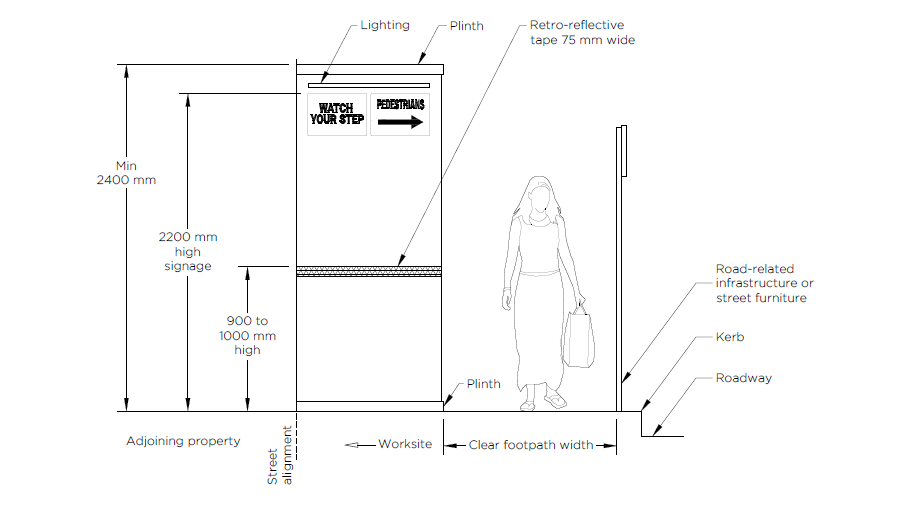 Lighting
Plinth
Retro-reflective
tape 75 mm wide
WATCH
YOUR STEP
PEDESTRIANS
Min
2400 mm
2200 mm
high
signage
900 to
1000 mm
high
Road-related
infrastructure or
street furniture
Kerb
Roadway
Plinth
Adjoining property
Street
alignment
Worksite
Clear footpath width